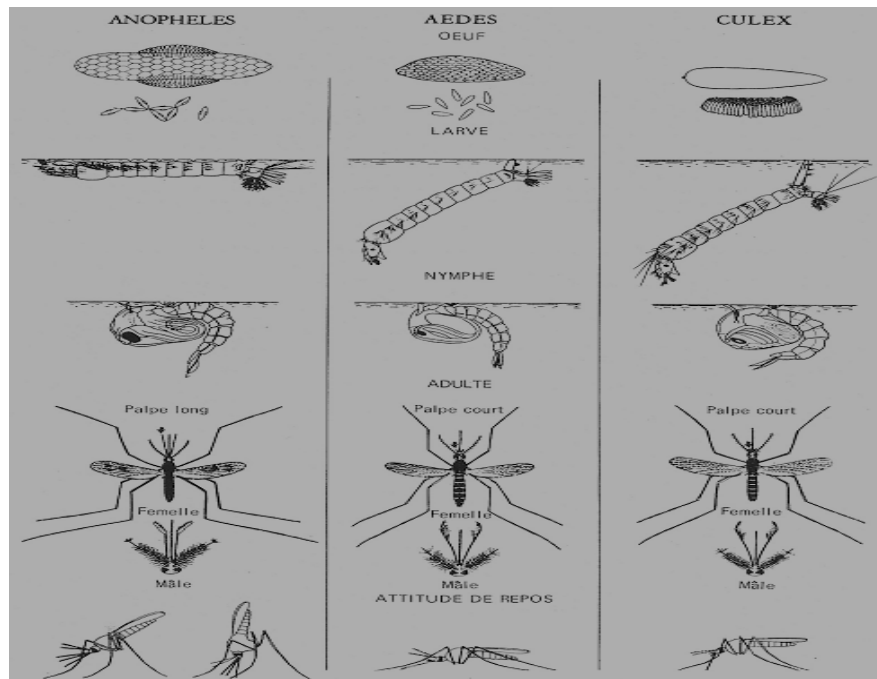 ANOPHELES AEDES CULEX
OEUF
LARVE
NYMPHE
ADULTE
Palpe long Palpe court Palpe court
Femelle Femelle Femelle
Mâle Mâle Mâle
ATTITUDE DE REPOS